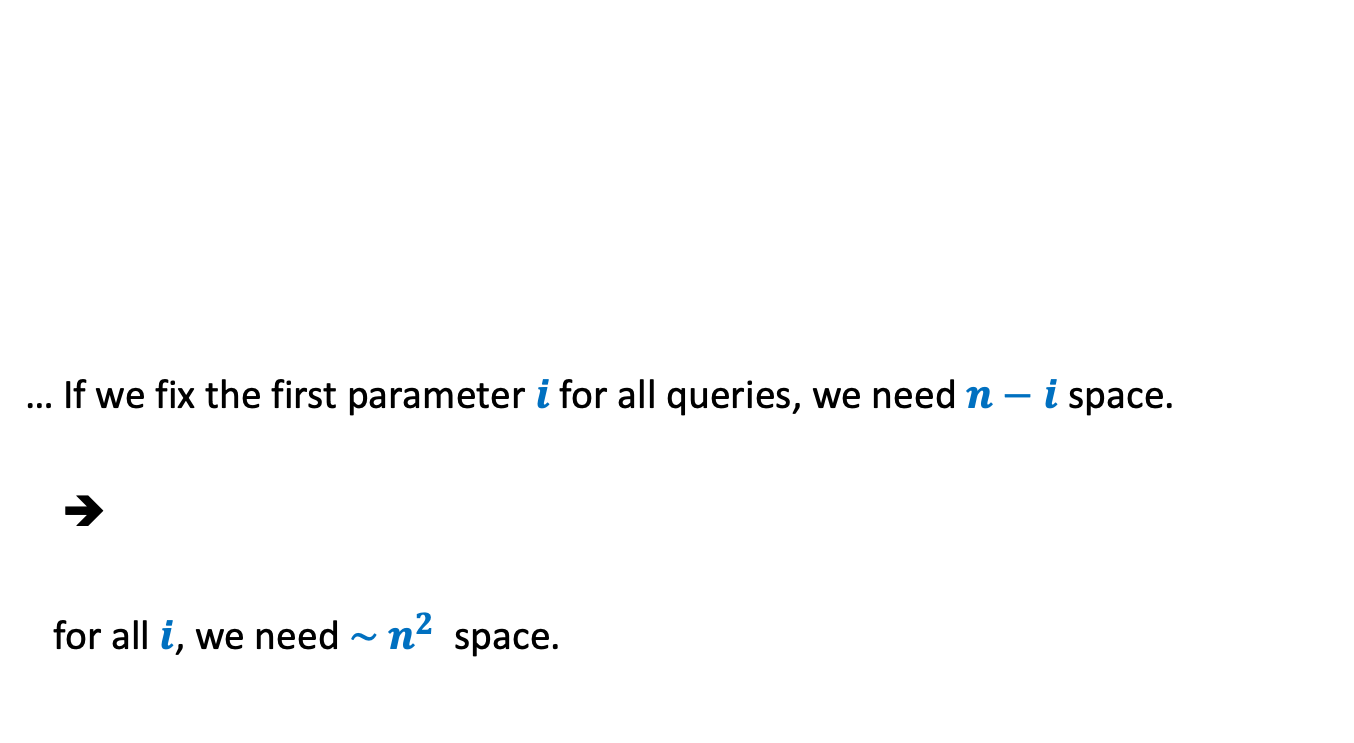 ... If we fix the first parameter i for all queries, we need n – i space.
➔
for all i, we need ~ n² space.